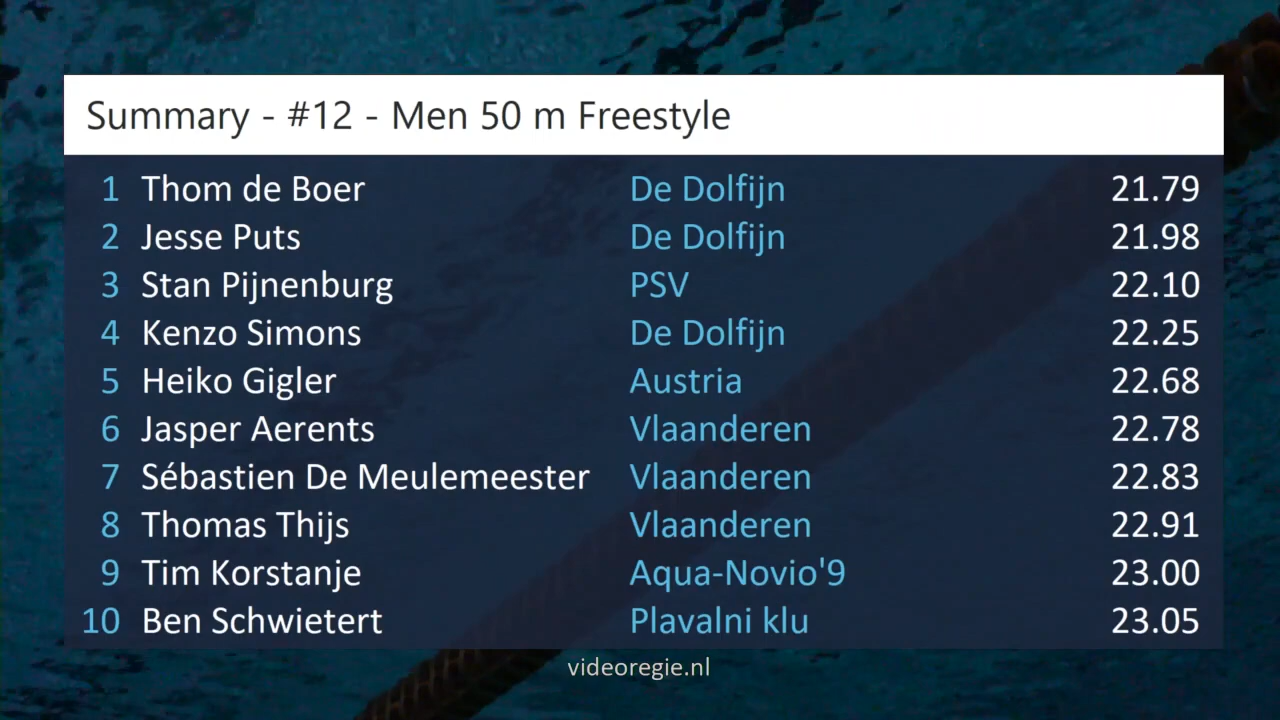 Summary - #12 - Men 50 m Freestyle
1 Thom de Boer De Dolfijn 21.79
2 Jesse Puts De Dolfijn 21.98
3 Stan Pijnenburg PSV 22.10
4 Kenzo Simons De Dolfijn 22.25
5 Heiko Gigler Austria 22.68
6 Jasper Aerents Vlaanderen 22.78
7 Sébastien De Meulemeester Vlaanderen 22.83
8 Thomas Thijs Vlaanderen 22.91
9 Tim Korstanje Aqua-Novio'9 23.00
10 Ben Schwietert Plavalni klu 23.05
videoregie.nl